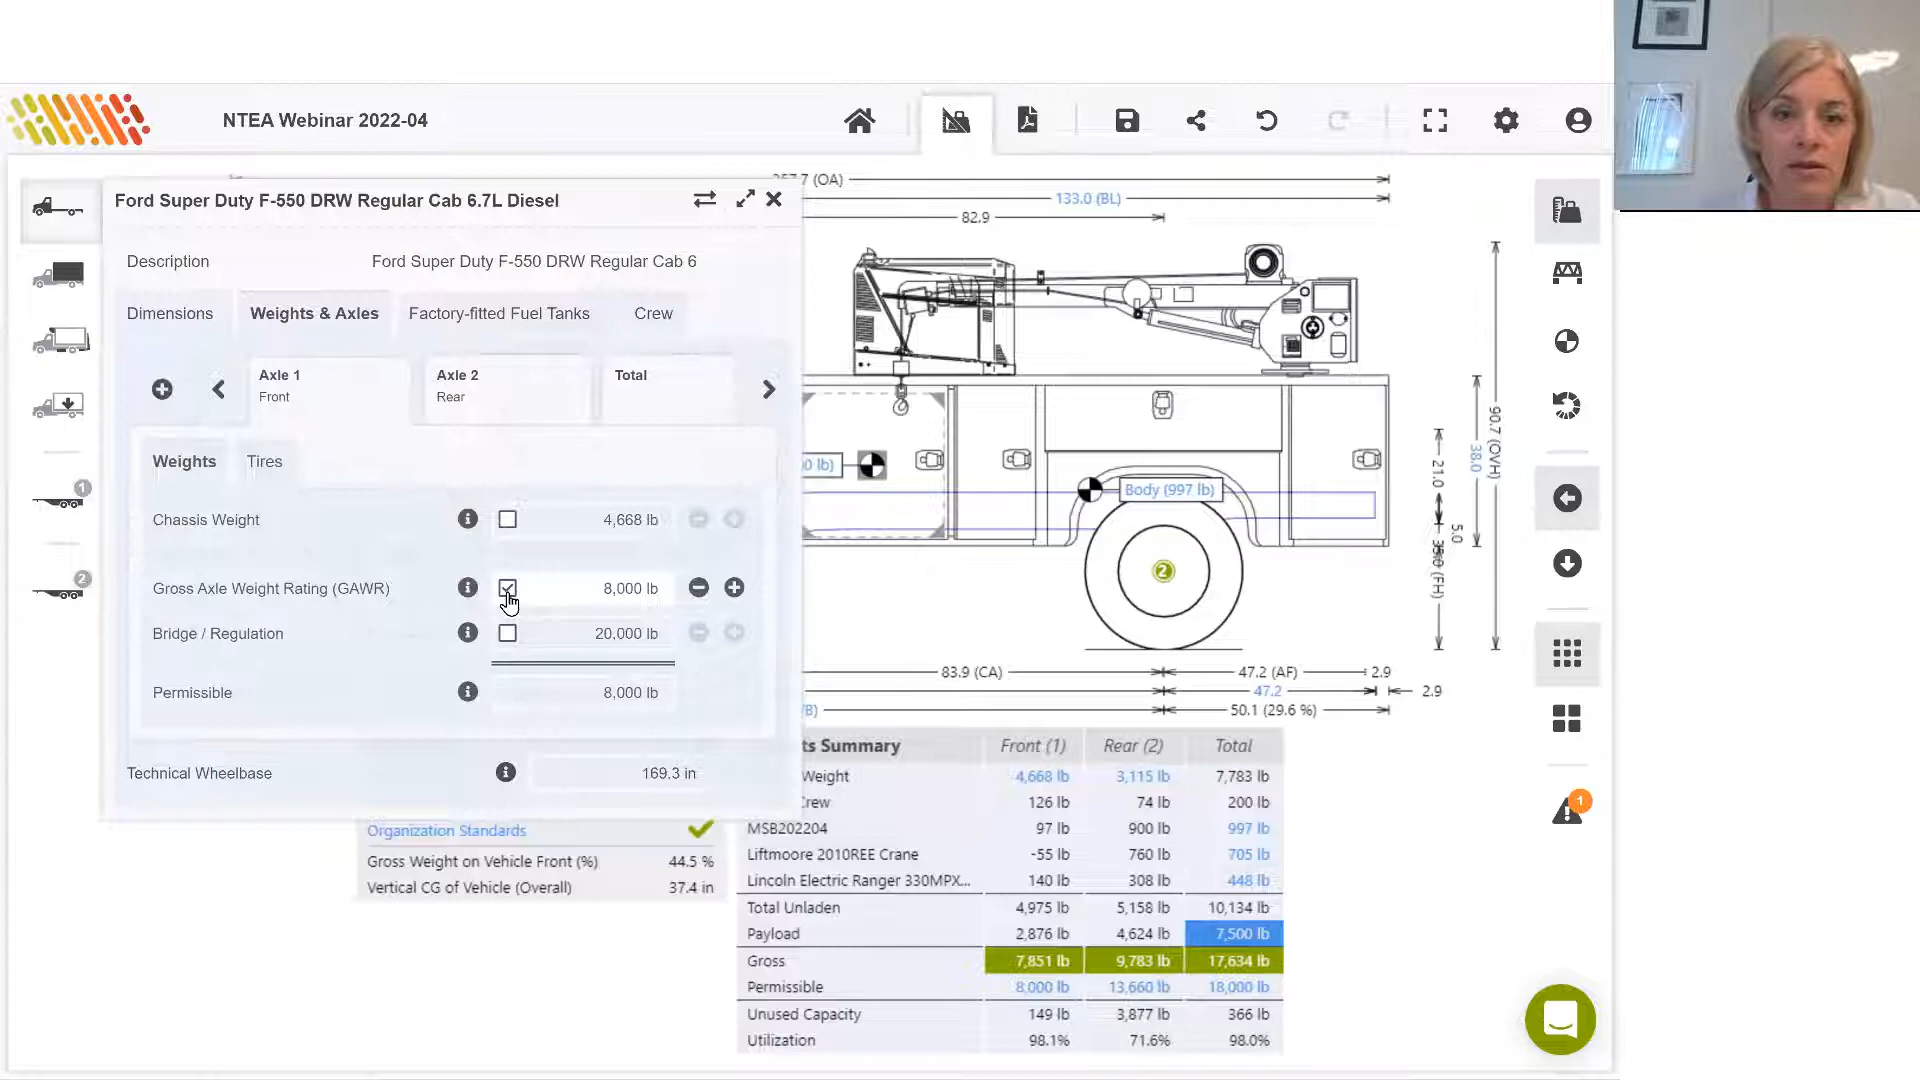 NTEA Webinar 2022-04
Ford Super Duty F-550 DRW Regular Cab 6.7L Diesel
Description Ford Super Duty F-550 DRW Regular Cab 6
Dimensions Weights & Axles Factory-fitted Fuel Tanks Crew
Axle 1 Axle 2 Total
Front Rear
Weights Tires
Chassis Weight 4,668 lb
Gross Axle Weight Rating (GAWR) 8,000 lb
Bridge / Regulation 20,000 lb
Permissible 8,000 lb
Technical Wheelbase 169.3 in
Organization Standards
Gross Weight on Vehicle Front (%) 44.5 %
Vertical CG of Vehicle (Overall) 37.4 in
(OA)
133.0 (BL)
82.9
0 lb)
Body (997 lb)
2
90.7 (OVH)
38.0
21.0
5.0
(FH)
83.9 (CA) 47.2 (AF) 2.9
47.2 2.9
50.1 (29.6 %)
ts Summary Front (1) Rear (2) Total
Weight 4,668 lb 3,115 lb 7,783 lb
Crew 126 lb 74 lb 200 lb
MSB202204 97 lb 900 lb 997 lb
Liftmoore 2010REE Crane -55 lb 760 lb 705 lb
Lincoln Electric Ranger 330MPX... 140 lb 308 lb 448 lb
Total Unladen 4,975 lb 5,158 lb 10,134 lb
Payload 2,876 lb 4,624 lb 7,500 lb
Gross 7,851 lb 9,783 lb 17,634 lb
Permissible 8,000 lb 13,660 lb 18,000 lb
Unused Capacity 149 lb 3,877 lb 366 lb
Utilization 98.1% 71.6% 98.0%
1
2
1